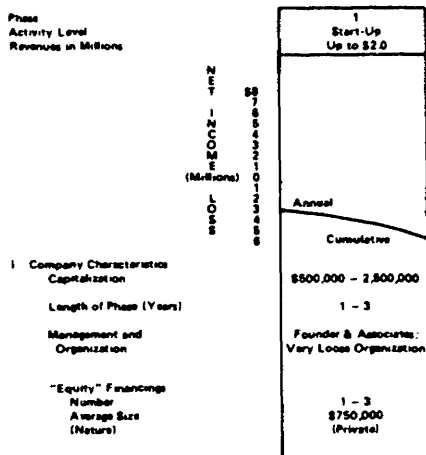 Phase 1
Activity Level Start-Up
Revenues in Millions Up to $2.0
NET INCOME (Millions) LOSS
$8
7
6
5
4
3
2
1
0
1
2
3
4
5
6
Annual
Cumulative
I Company Characteristics
Capitalization $500,000 - 2,500,000
Length of Phase (Years) 1 - 3
Management and Founder & Associates;
Organization Very Loose Organization
"Equity" Financings
Number 1 - 3
Average Size $750,000
(Nature) (Private)